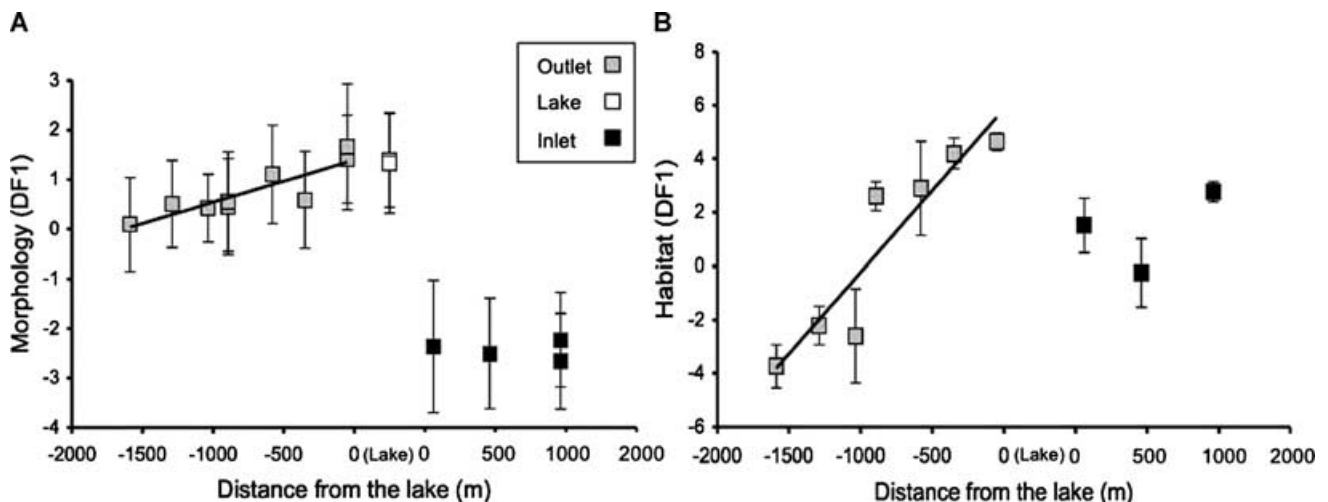 A
Morphology (DF1)
3
2
1
0
-1
-2
-3
-4
-2000 -1500 -1000 -500 0 (Lake) 0 500 1000 2000
Distance from the lake (m)
Outlet
Lake
Inlet
B
Habitat (DF1)
8
6
4
2
0
-2
-4
-6
-2000 -1500 -1000 -500 0 (Lake) 0 500 1000 2000
Distance from the lake (m)